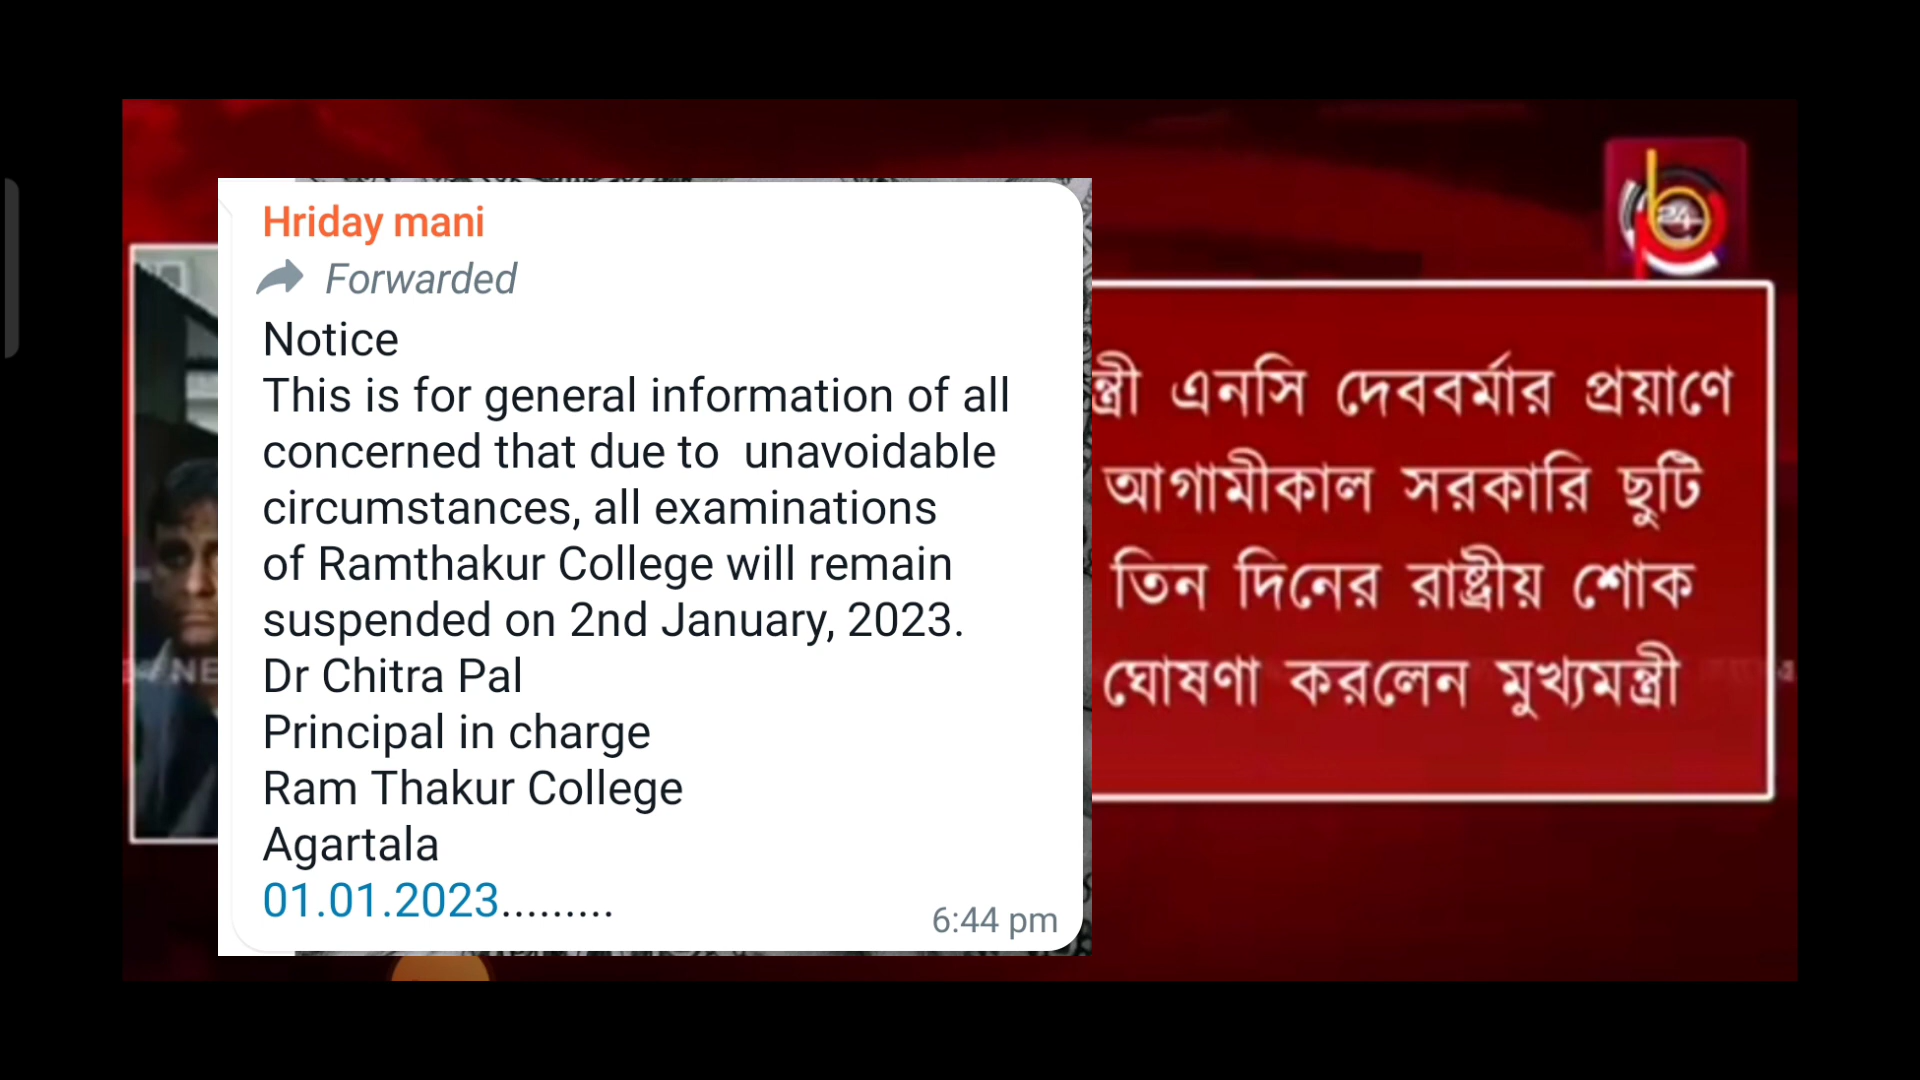 Hriday mani
Forwarded
Notice
This is for general information of all
concerned that due to  unavoidable
circumstances, all examinations
of Ramthakur College will remain
suspended on 2nd January, 2023.
Dr Chitra Pal
Principal in charge
Ram Thakur College
Agartala
01.01.2023.........
6:44 pm
24
এনসি দেববর্মার প্রয়াণে
আগামীকাল সরকারি ছুটি
তিন দিনের রাষ্ট্রীয় শোক
ঘোষণা করলেন মুখ্যমন্ত্রী